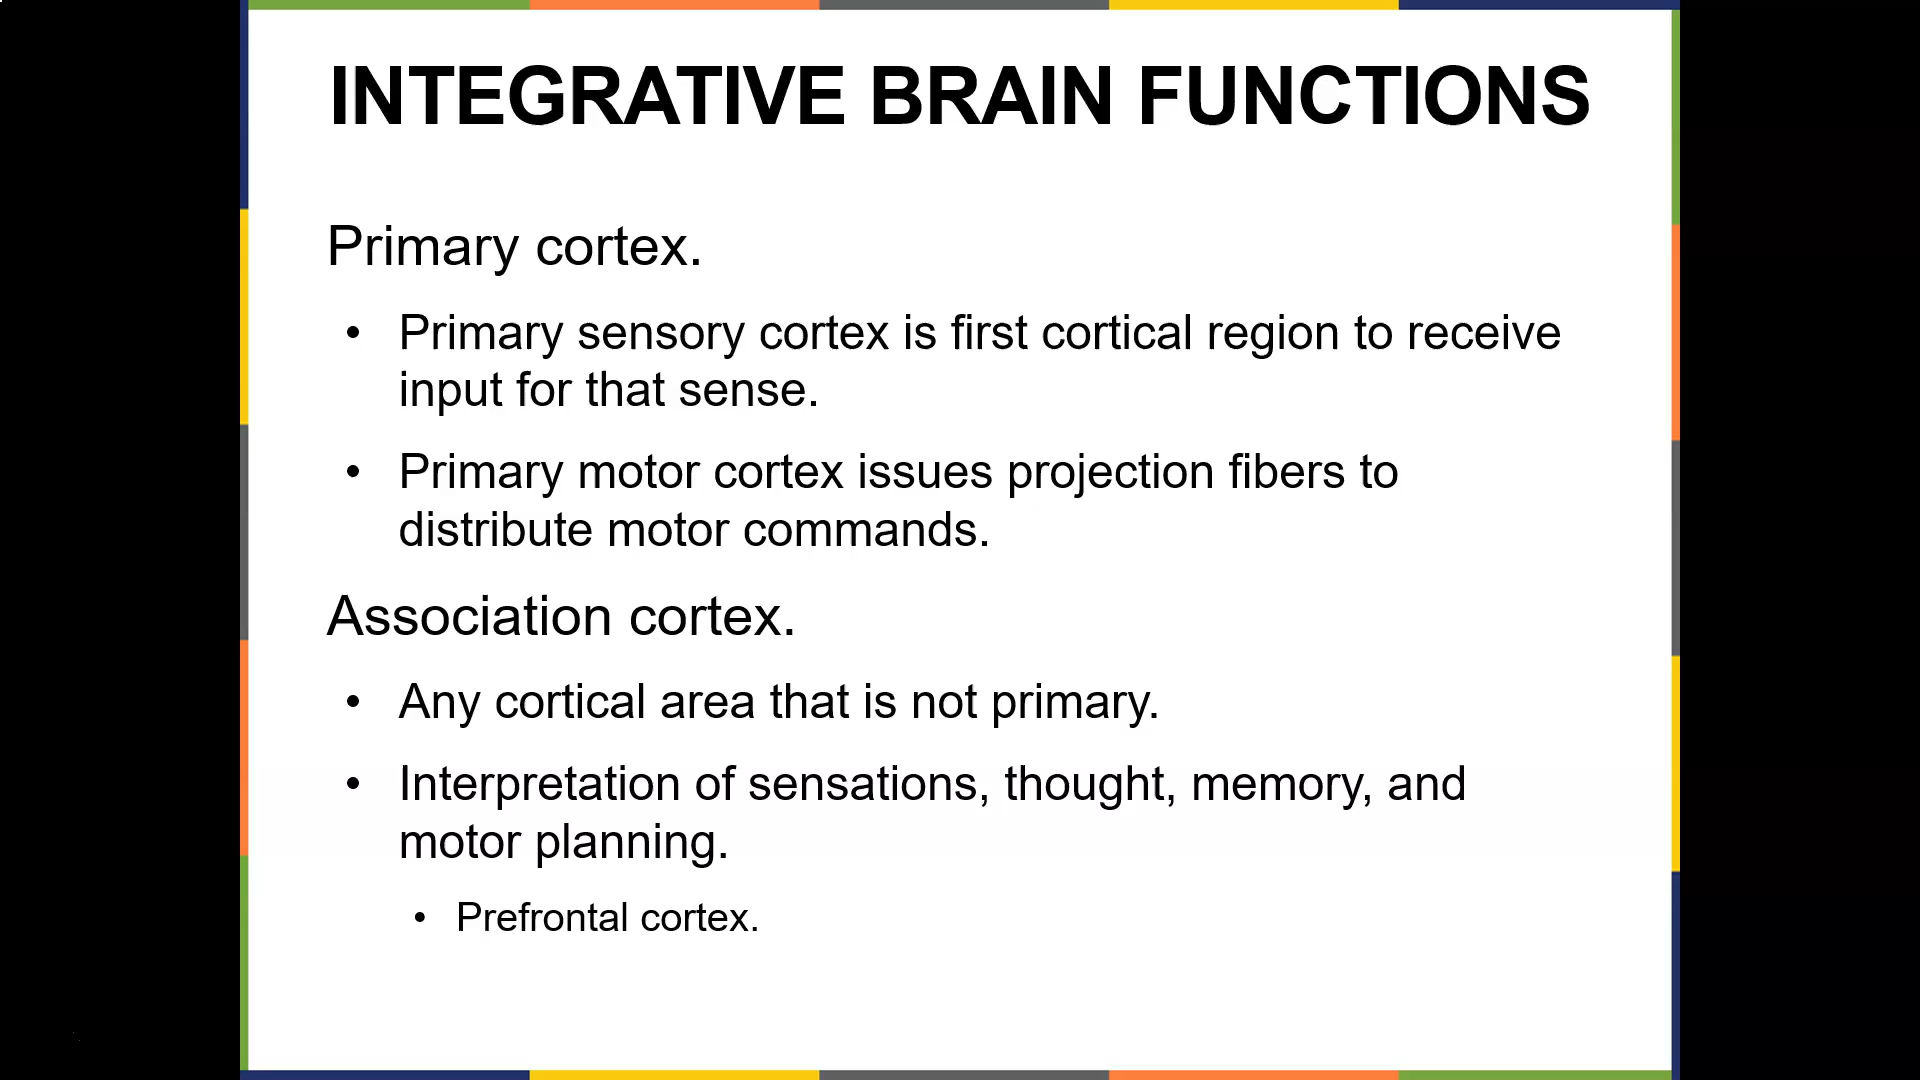 INTEGRATIVE BRAIN FUNCTIONS
Primary cortex.
• Primary sensory cortex is first cortical region to receive
input for that sense.
• Primary motor cortex issues projection fibers to
distribute motor commands.
Association cortex.
• Any cortical area that is not primary.
• Interpretation of sensations, thought, memory, and
motor planning.
• Prefrontal cortex.